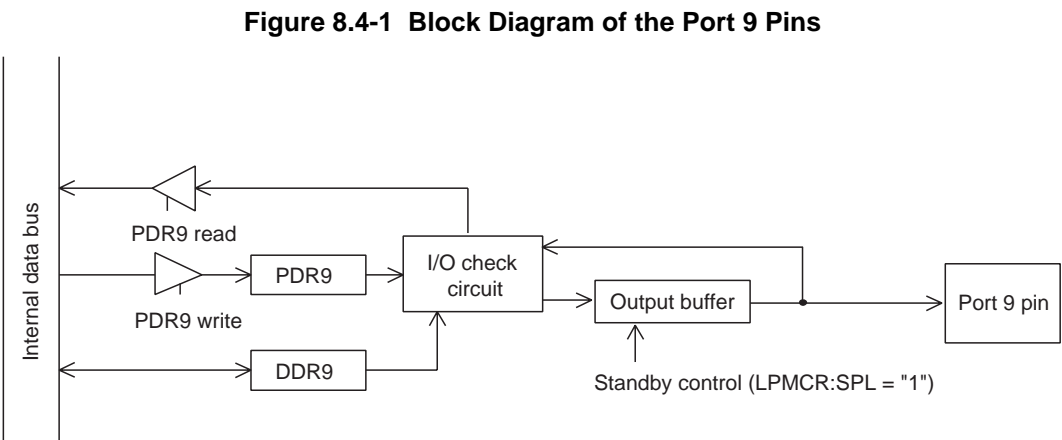 Figure 8.4-1 Block Diagram of the Port 9 Pins
Internal data bus
PDR9 read
PDR9 write
PDR9
DDR9
I/O check
circuit
Output buffer
Port 9 pin
Standby control (LPMCR:SPL = "1")